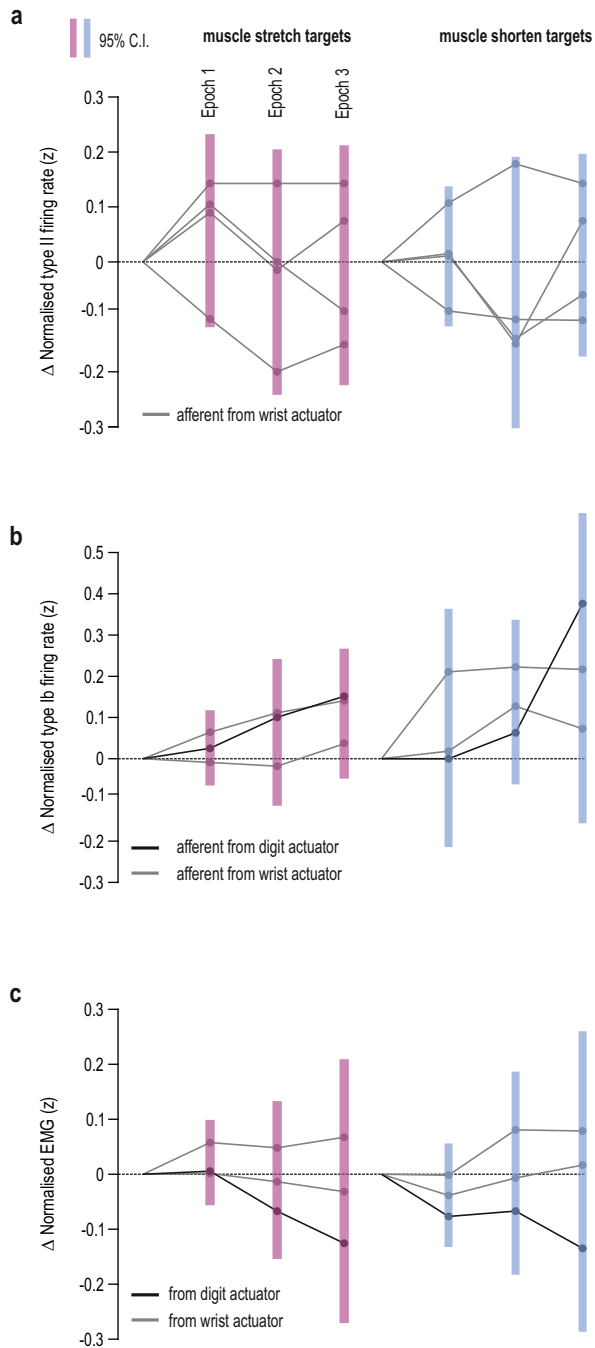 a
95% C.I.
muscle stretch targets
muscle shorten targets
Epoch 1
Epoch 2
Epoch 3
Δ Normalised type II firing rate (z)
0.3
0.2
0.1
0
-0.1
-0.2
-0.3
afferent from wrist actuator
b
Δ Normalised type Ib firing rate (z)
0.5
0.4
0.3
0.2
0.1
0
-0.1
-0.2
-0.3
afferent from digit actuator
afferent from wrist actuator
c
Δ Normalised EMG (z)
0.3
0.2
0.1
0
-0.1
-0.2
-0.3
from digit actuator
from wrist actuator